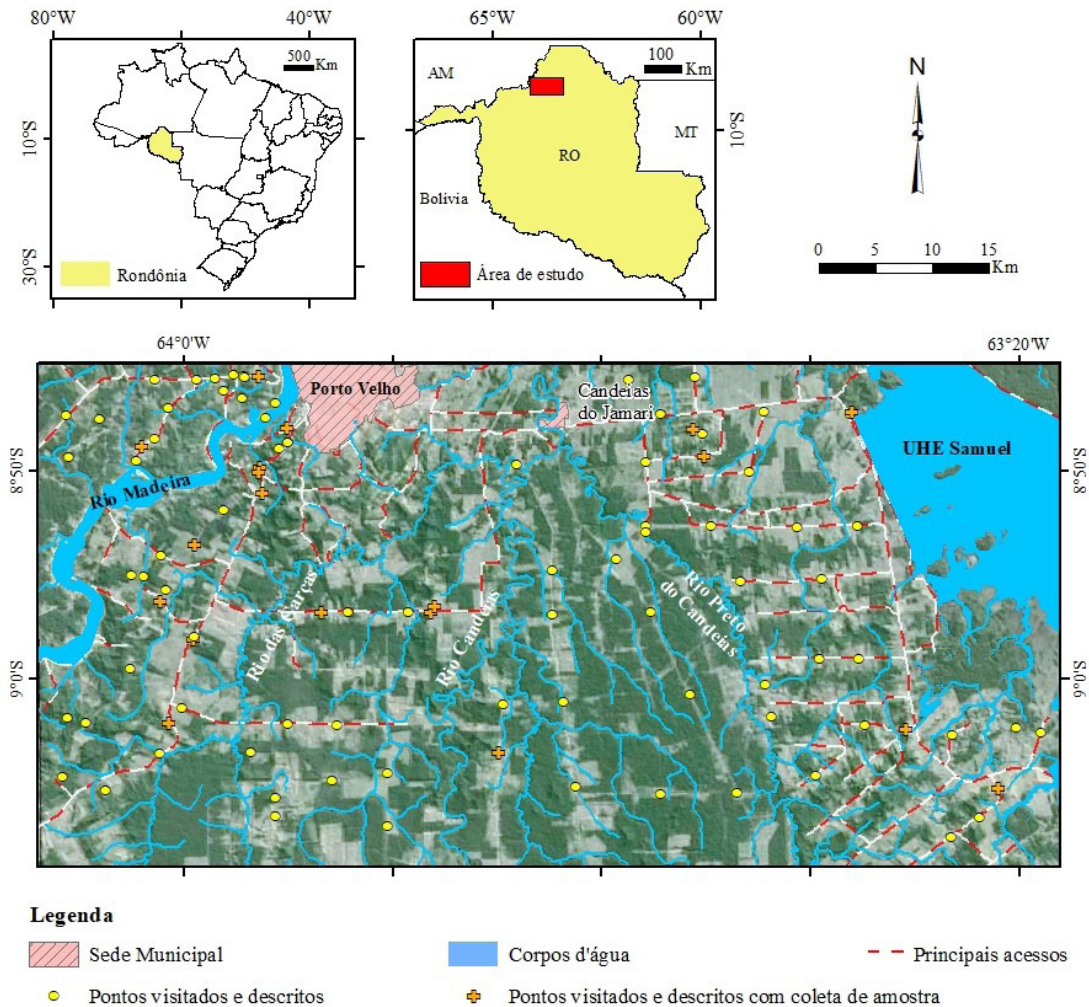 80°W
40°W
65°W
60°W
500
Km
10°S
30°S
Rondônia
AM
100
Km
MT
RO
Bolívia
10°S
Área de estudo
N
0 5 10 15
Km
64°0'W
63°20'W
Porto Velho
Candeias
do Jamari
UHE Samuel
8°50'S
8°50'S
Rio Madeira
Rio das Garças
Rio Candeias
Rio Preto
do Candeias
9°0'S
9°0'S
Legenda
Sede Municipal
Corpos d'água
Principais acessos
Pontos visitados e descritos
Pontos visitados e descritos com coleta de amostra